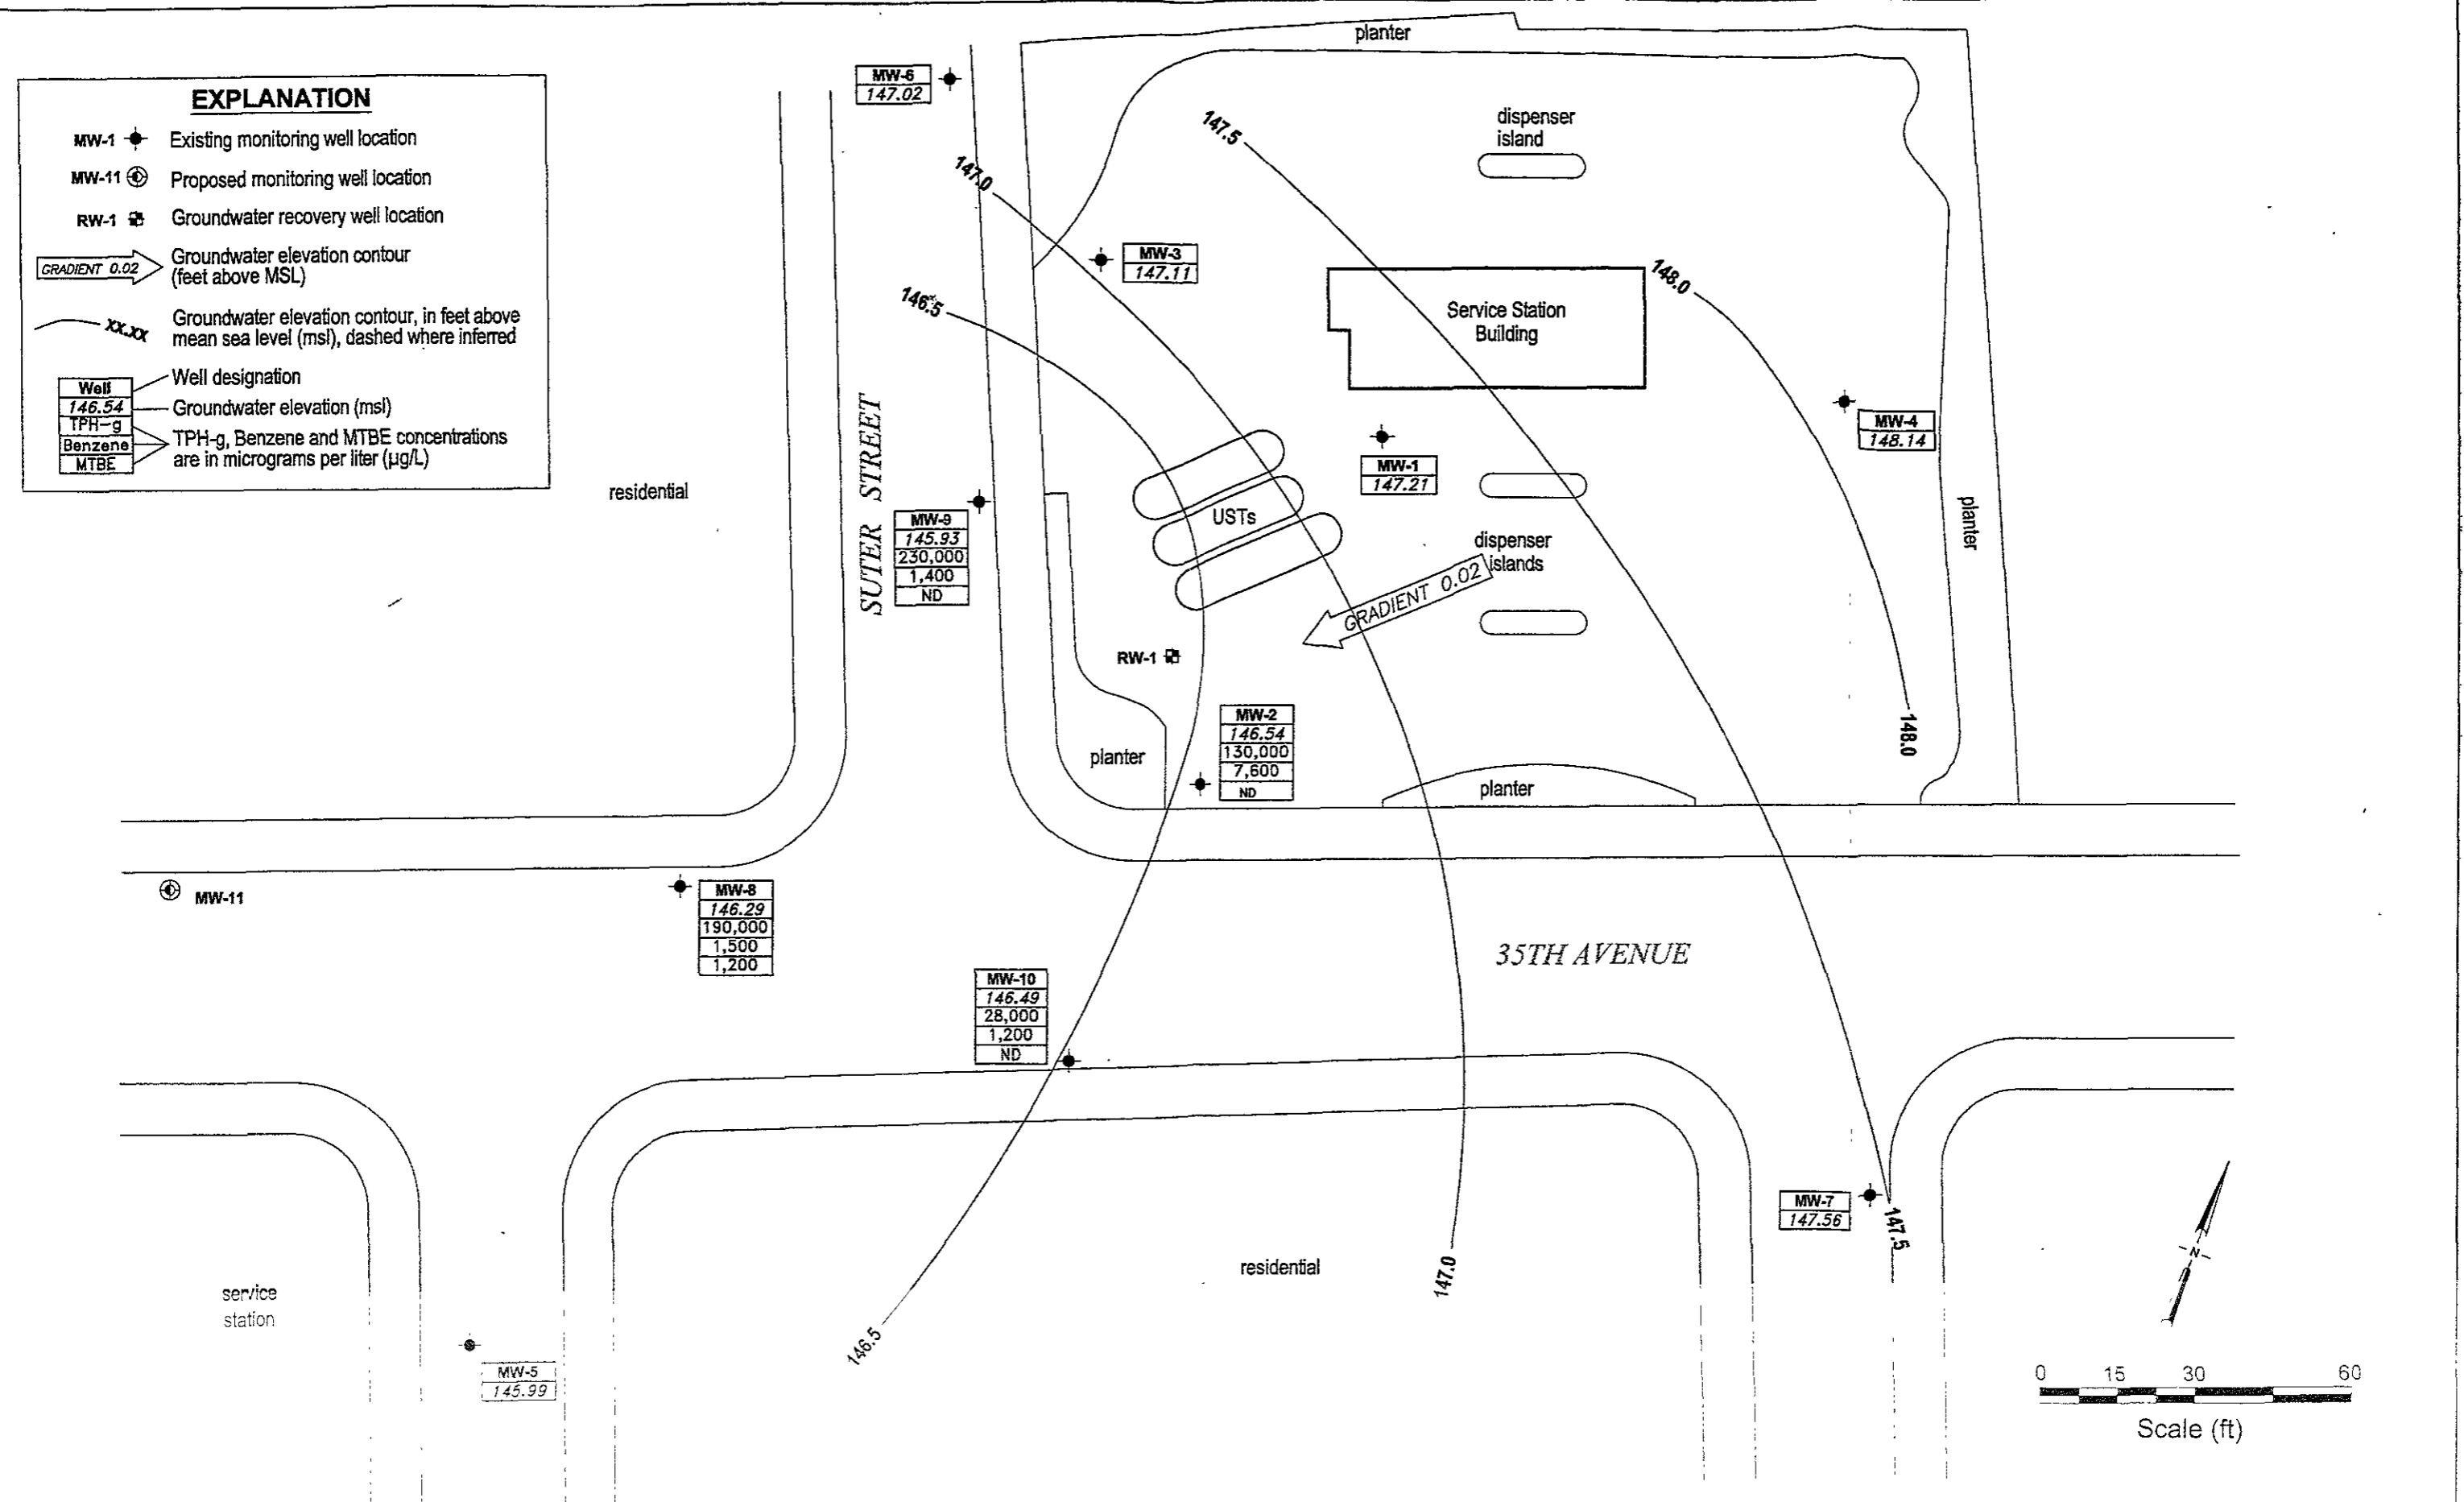 EXPLANATION
MW-1 Existing monitoring well location
MW-11 Proposed monitoring well location
RW-1 Groundwater recovery well location
GRADIENT 0.02 Groundwater elevation contour
(feet above MSL)
XX.XX Groundwater elevation contour, in feet above
mean sea level (msl), dashed where inferred
Well Well designation
146.54 Groundwater elevation (msl)
TPH-g
Benzene TPH-g, Benzene and MTBE concentrations
MTBE are in micrograms per liter (µg/L)
planter
MW-6
147.02
dispenser
island
147.5
147.0
MW-3
147.11
146.5
148.0
Service Station
Building
MW-4
148.14
MW-1
147.21
residential
SUTER STREET
MW-9
145.93
230,000
1,400
ND
USTs
planter
dispenser
islands
GRADIENT 0.02
RW-1
MW-2
146.54
130,000
7,600
ND
148.0
planter
planter
MW-11
MW-8
146.29
190,000
1,500
1,200
35TH AVENUE
MW-10
146.49
28,000
1,200
ND
MW-7
147.56
147.5
147.0
residential
146.5
service
station
MW-5
145.99
N
0 15 30 60
Scale (ft)